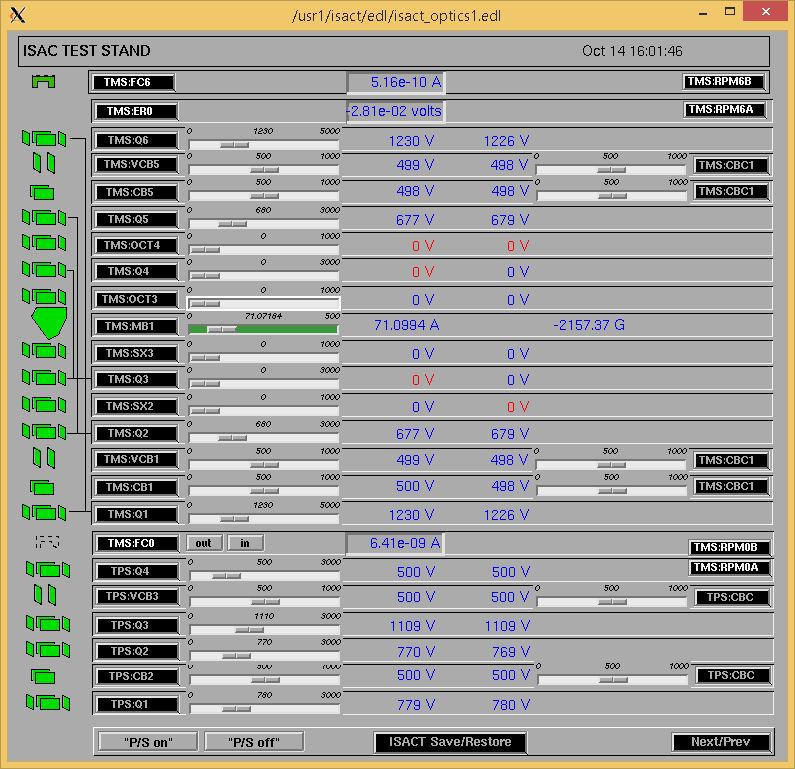 /usr1/isact/edl/isact_optics1.edl
ISAC TEST STAND Oct 14 16:01:46
TMS:FC6 5.16e-10 A TMS:RPM6B
TMS:ER0 -2.81e-02 volts TMS:RPM6A
TMS:Q6 0 1230 5000 1230 V 1226 V
TMS:VCB5 0 500 1000 499 V 498 V 0 500 1000 TMS:CBC1
TMS:CB5 0 500 1000 498 V 498 V 0 500 1000 TMS:CBC1
TMS:Q5 0 680 3000 677 V 679 V
TMS:OCT4 0 0 1000 0 V 0 V
TMS:Q4 0 0 3000 0 V 0 V
TMS:OCT3 0 0 1000 0 V 0 V
TMS:MB1 0 71.07184 500 71.0994 A -2157.37 G
TMS:SX3 0 0 1000 0 V 0 V
TMS:Q3 0 0 3000 0 V 0 V
TMS:SX2 0 0 1000 0 V 0 V
TMS:Q2 0 680 3000 677 V 679 V
TMS:VCB1 0 500 1000 499 V 498 V 0 500 1000 TMS:CBC1
TMS:CB1 0 500 1000 500 V 498 V 0 500 1000 TMS:CBC1
TMS:Q1 0 1230 5000 1230 V 1226 V
TMS:FC0 out in 6.41e-09 A TMS:RPM0B
TPS:Q4 0 500 3000 500 V 500 V TMS:RPM0A
TPS:VCB3 0 500 1000 500 V 500 V 0 500 1000 TPS:CBC
TPS:Q3 0 1110 3000 1109 V 1109 V
TPS:Q2 0 770 3000 770 V 769 V
TPS:CB2 0 500 1000 500 V 500 V 0 500 1000 TPS:CBC
TPS:Q1 0 780 3000 779 V 780 V
"P/S on" "P/S off" ISACT Save/Restore Next/Prev